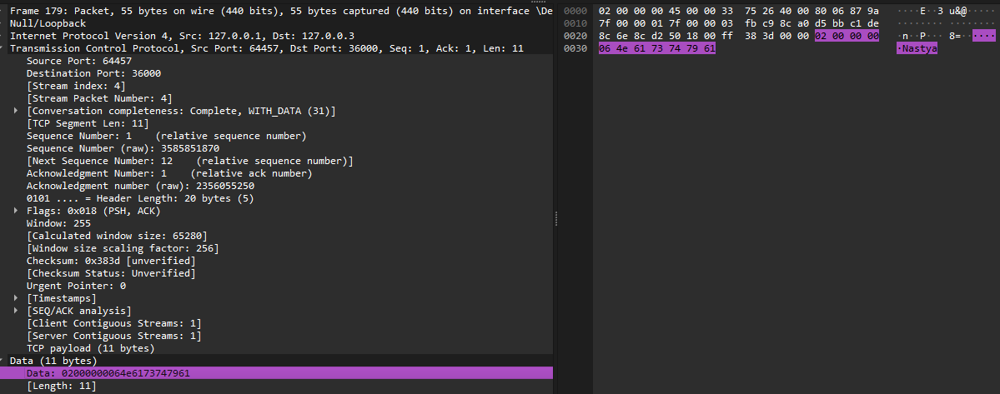 Frame 179: Packet, 55 bytes on wire (440 bits), 55 bytes captured (440 bits) on interface \De
Null/Loopback
Internet Protocol Version 4, Src: 127.0.0.1, Dst: 127.0.0.3
Transmission Control Protocol, Src Port: 64457, Dst Port: 36000, Seq: 1, Ack: 1, Len: 11
Source Port: 64457
Destination Port: 36000
[Stream index: 4]
[Stream Packet Number: 4]
[Conversation completeness: Complete, WITH_DATA (31)]
[TCP Segment Len: 11]
Sequence Number: 1    (relative sequence number)
Sequence Number (raw): 3585851870
[Next Sequence Number: 12    (relative sequence number)]
Acknowledgment Number: 1    (relative ack number)
Acknowledgment number (raw): 2356055250
0101 .... = Header Length: 20 bytes (5)
Flags: 0x018 (PSH, ACK)
Window: 255
[Calculated window size: 65280]
[Window size scaling factor: 256]
Checksum: 0x383d [unverified]
[Checksum Status: Unverified]
Urgent Pointer: 0
[Timestamps]
[SEQ/ACK analysis]
[Client Contiguous Streams: 1]
[Server Contiguous Streams: 1]
TCP payload (11 bytes)
Data (11 bytes)
Data: 02000000064e6173747961
[Length: 11]
0000  02 00 00 00 45 00 00 33  75 26 40 00 80 06 87 9a  ····E··3 u&@·····
0010  7f 00 00 01 7f 00 00 03  fb c9 8c a0 d5 bb c1 de  ········ ········
0020  8c 6e 8c d2 50 18 00 ff  38 3d 00 00 02 00 00 00  ·n··P··· 8=······
0030  06 4e 61 73 74 79 61  ·Nastya